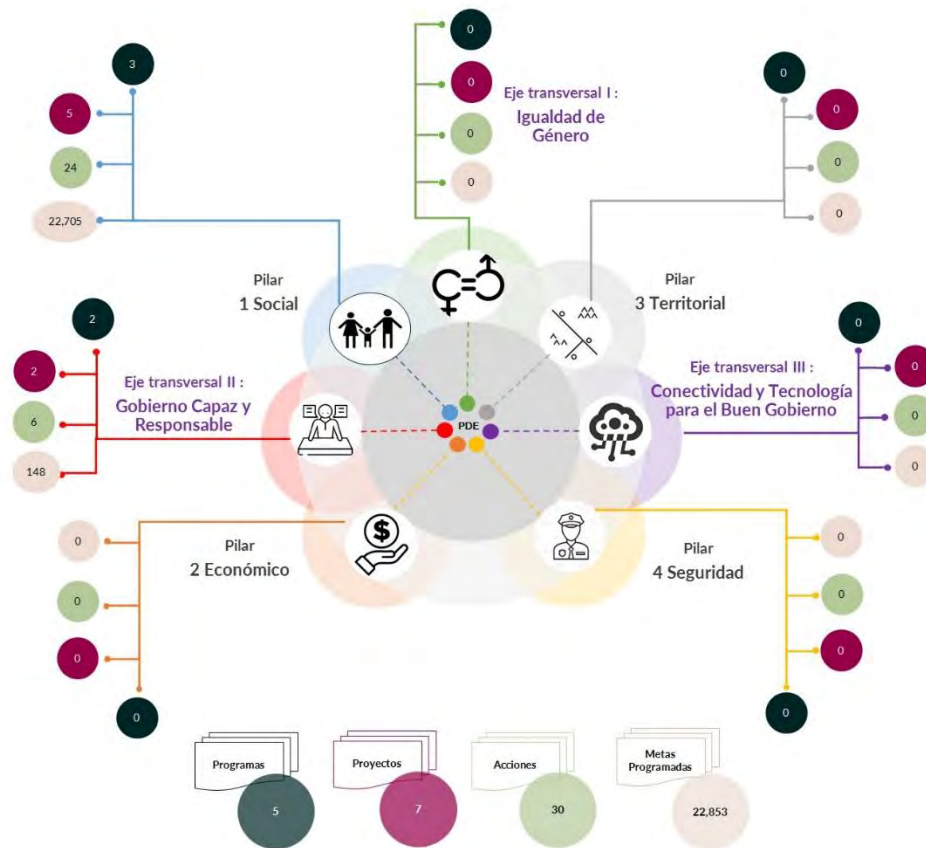 3
5
24
22,705
Pilar
1 Social
0
0
0
0
Eje transversal I :
Igualdad de
Género
0
0
0
0
Pilar
3 Territorial
2
2
6
148
Eje transversal II :
Gobierno Capaz y
Responsable
PDE
Eje transversal III :
Conectividad y Tecnología
para el Buen Gobierno
0
0
0
0
0
0
0
0
Pilar
2 Económico
$
Pilar
4 Seguridad
0
0
0
0
Programas
5
Proyectos
7
Acciones
30
Metas
Programadas
22,853